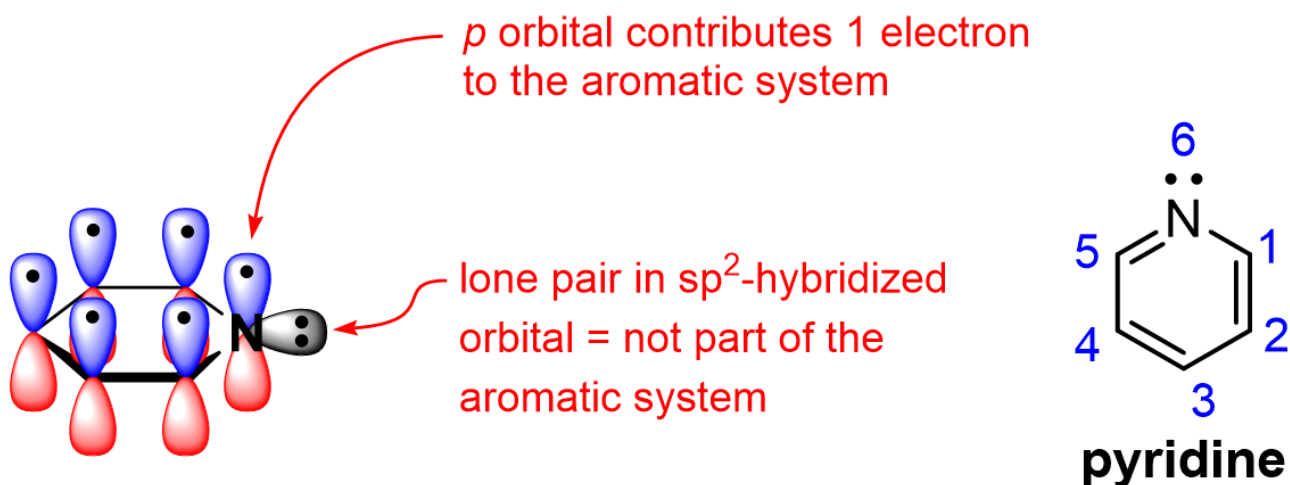 p orbital contributes 1 electron
to the aromatic system
lone pair in sp²-hybridized
orbital = not part of the
aromatic system
N
6
N
5
1
4
2
3
pyridine